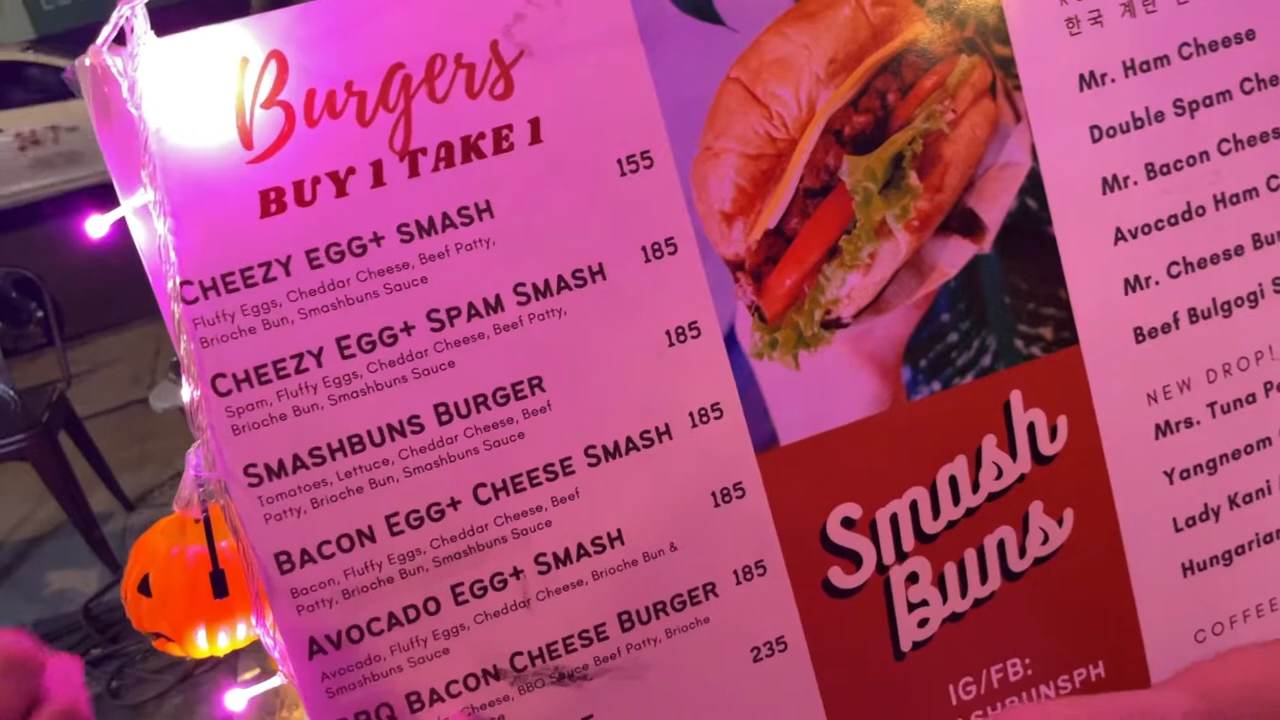 Burgers
BUY 1 TAKE 1
CHEEZY EGG+ SMASH 155
Fluffy Eggs, Cheddar Cheese, Beef Patty,
Brioche Bun, Smashbuns Sauce
CHEEZY EGG+ SPAM SMASH 185
Spam, Fluffy Eggs, Cheddar Cheese, Beef Patty,
Brioche Bun, Smashbuns Sauce
SMASHBUNS BURGER 185
Tomatoes, Lettuce, Cheddar Cheese, Beef
Patty, Brioche Bun, Smashbuns Sauce
BACON EGG+ CHEESE SMASH 185
Bacon, Fluffy Eggs, Cheddar Cheese, Beef
Patty, Brioche Bun, Smashbuns Sauce
AVOCADO EGG+ SMASH 185
Avocado, Fluffy Eggs, Cheddar Cheese, Brioche Bun &
Smashbuns Sauce
BBQ BACON CHEESE BURGER 185
Cheese, BBQ Sauce Beef Patty, Brioche
Sauce
235
Smash
Buns
IG/FB:
SHBUNSPH
한국 계란
Mr. Ham Cheese
Double Spam Che
Mr. Bacon Chees
Avocado Ham C
Mr. Cheese Bu
Beef Bulgogi S
NEW DROP!
Mrs. Tuna Pe
Yangneom
Lady Kani
Hungarian
COFFEE